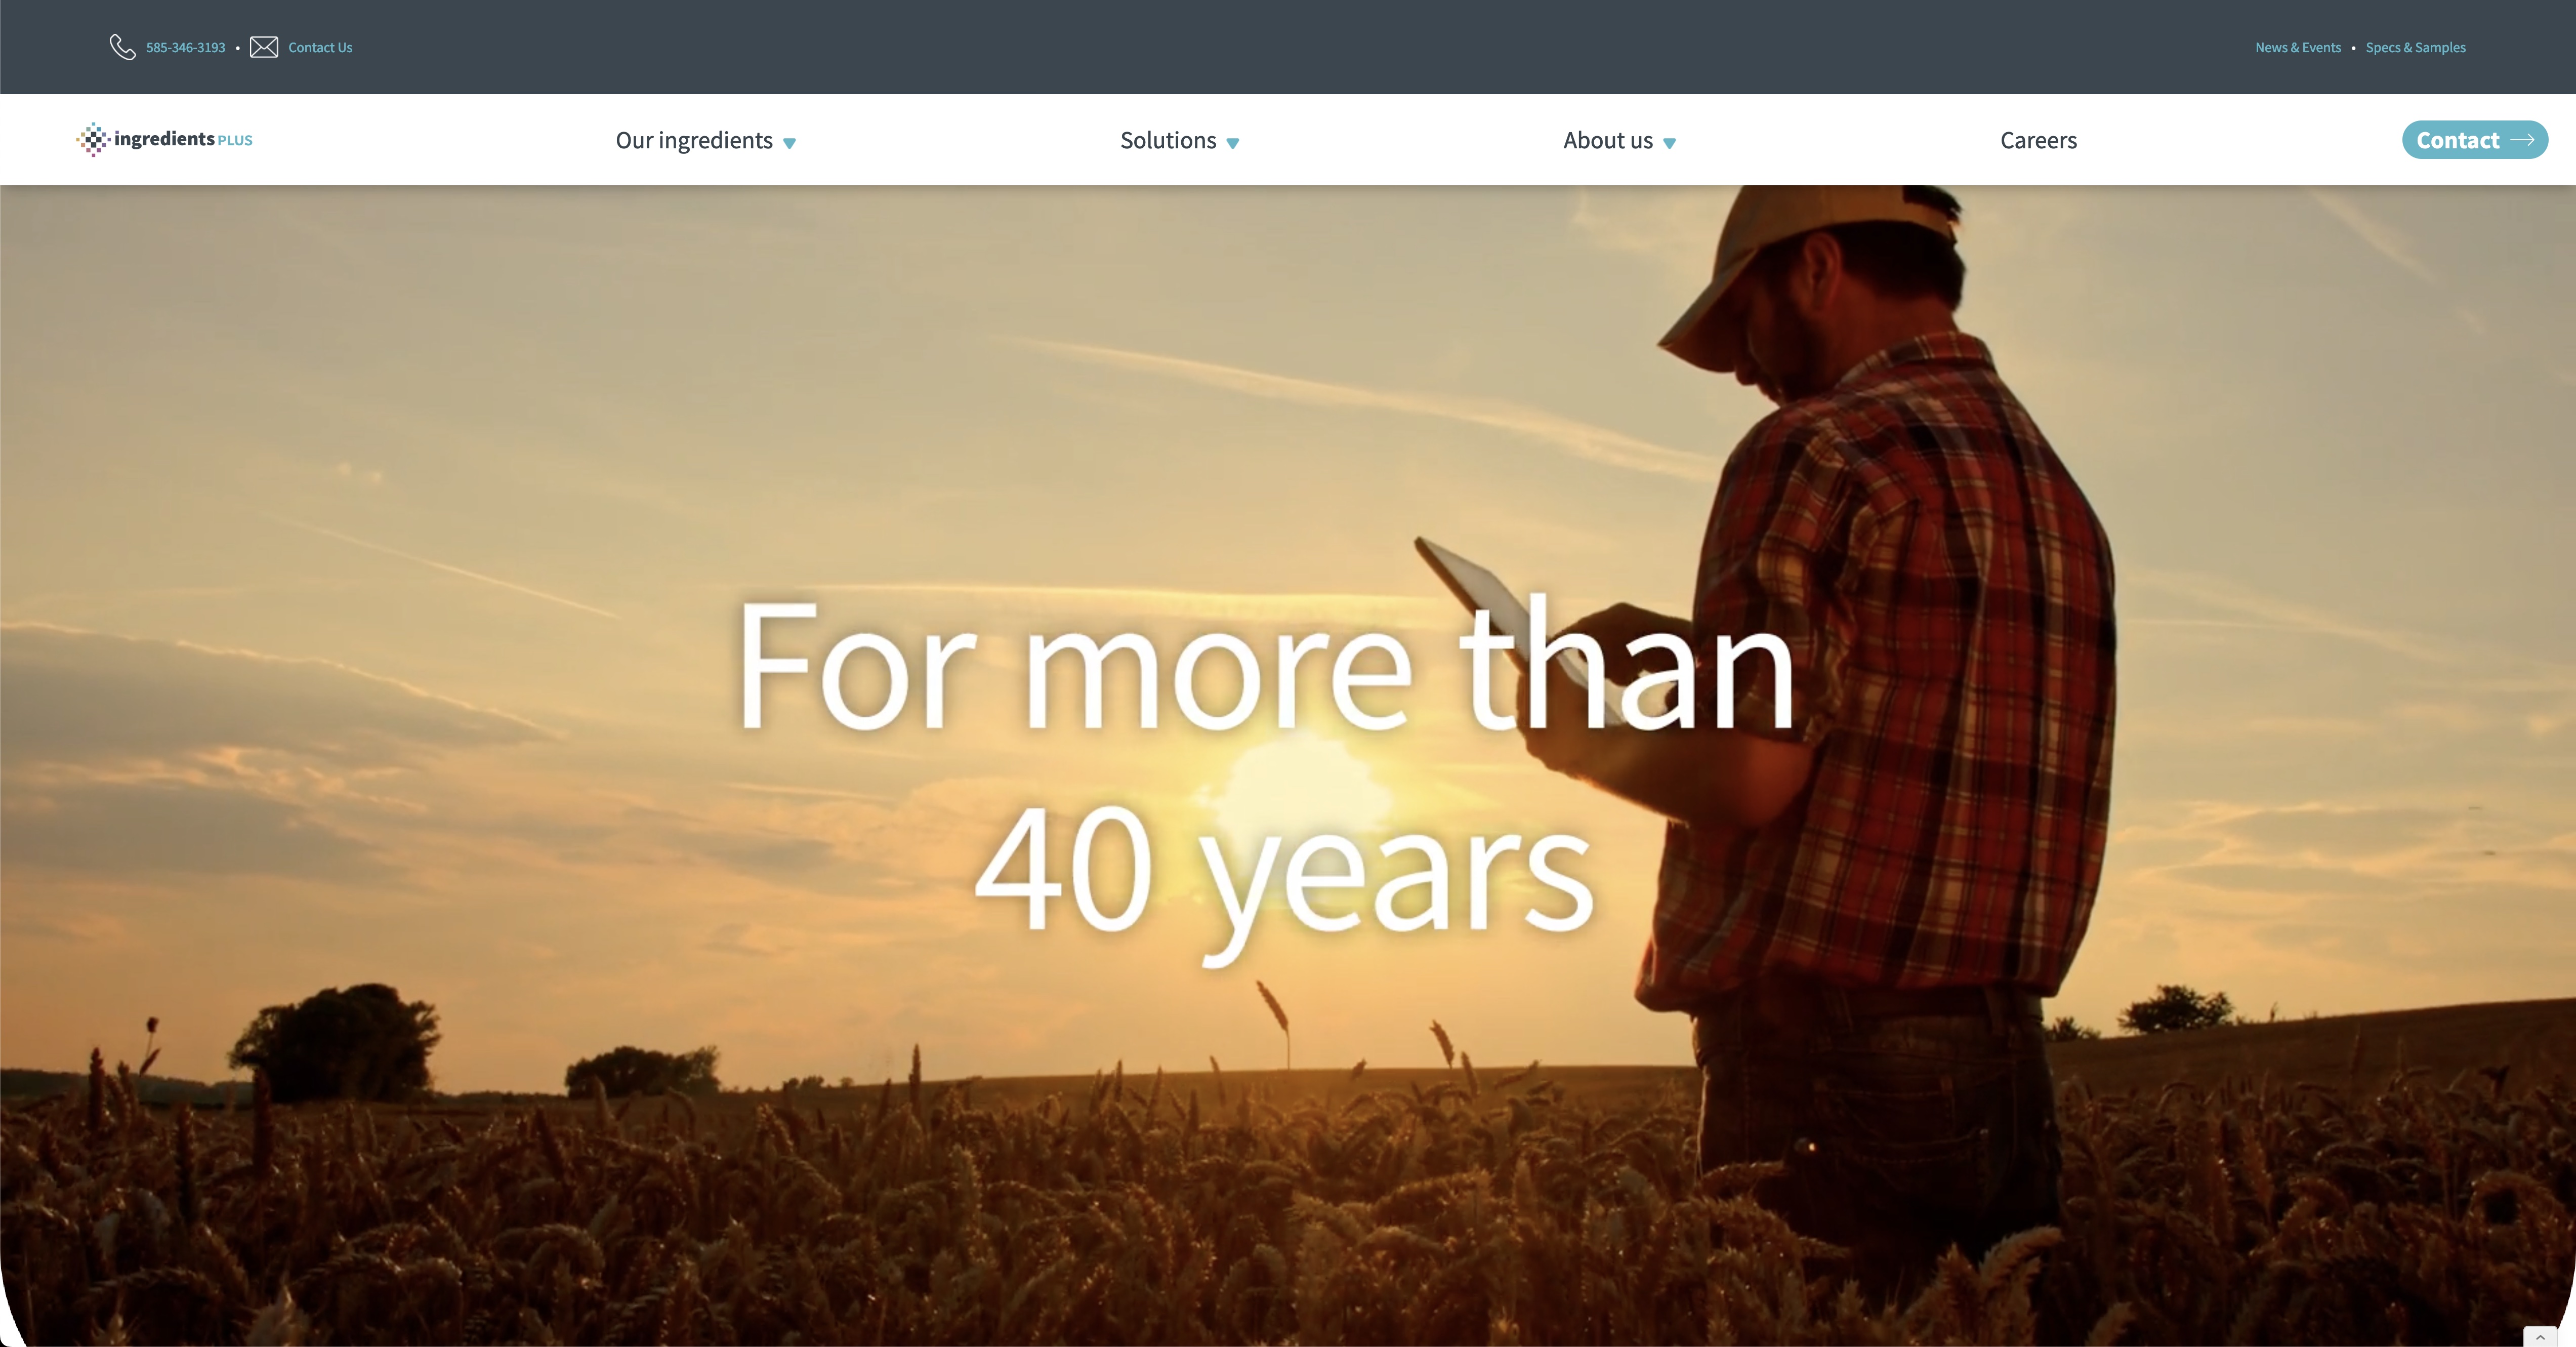 585-346-3193 • Contact Us
News & Events • Specs & Samples
ingredients PLUS
Our ingredients
Solutions
About us
Careers
Contact
For more than
40 years